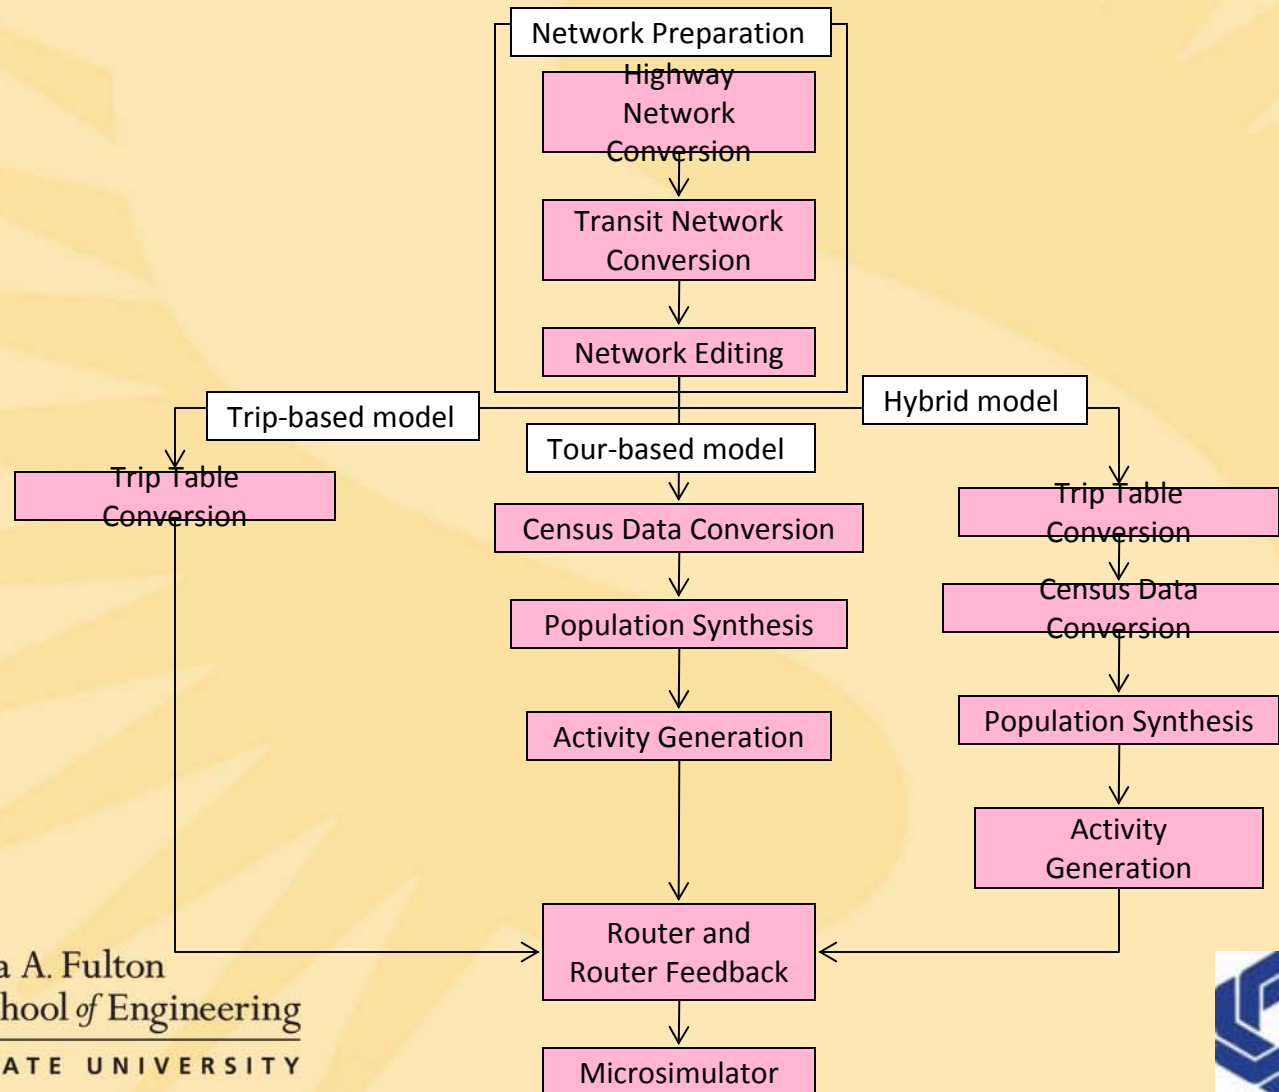 Network Preparation
Highway
Network
Conversion
Transit Network
Conversion
Network Editing
Trip-based model
Hybrid model
Tour-based model
Trip Table
Conversion
Census Data Conversion
Population Synthesis
Activity Generation
Trip Table
Conversion
Census Data
Conversion
Population Synthesis
Activity
Generation
Router and
Router Feedback
Microsimulator
a A. Fulton
hool of Engineering
ATE UNIVERSITY